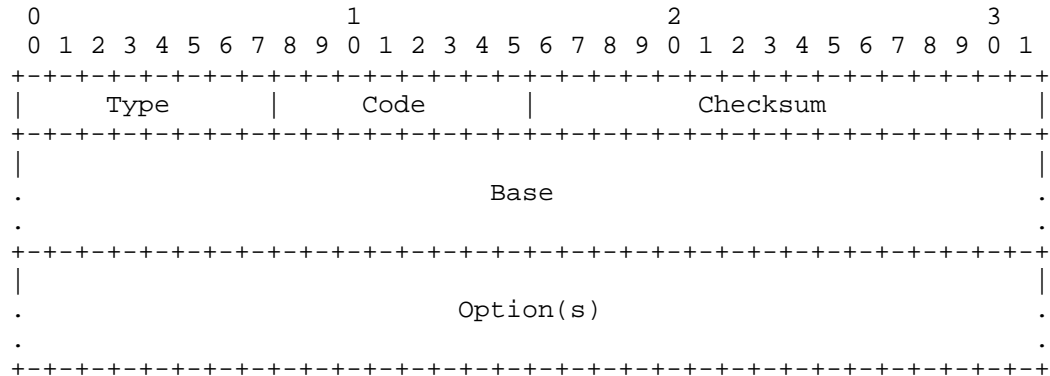 0                   1                   2                   3
 0 1 2 3 4 5 6 7 8 9 0 1 2 3 4 5 6 7 8 9 0 1 2 3 4 5 6 7 8 9 0 1
+-+-+-+-+-+-+-+-+-+-+-+-+-+-+-+-+-+-+-+-+-+-+-+-+-+-+-+-+-+-+-+-+
|     Type      |     Code      |          Checksum             |
+-+-+-+-+-+-+-+-+-+-+-+-+-+-+-+-+-+-+-+-+-+-+-+-+-+-+-+-+-+-+-+-+
|                                                               |
.                             Base                              .
.                                                               .
+-+-+-+-+-+-+-+-+-+-+-+-+-+-+-+-+-+-+-+-+-+-+-+-+-+-+-+-+-+-+-+-+
|                                                               |
.                           Option(s)                           .
.                                                               .
+-+-+-+-+-+-+-+-+-+-+-+-+-+-+-+-+-+-+-+-+-+-+-+-+-+-+-+-+-+-+-+-+